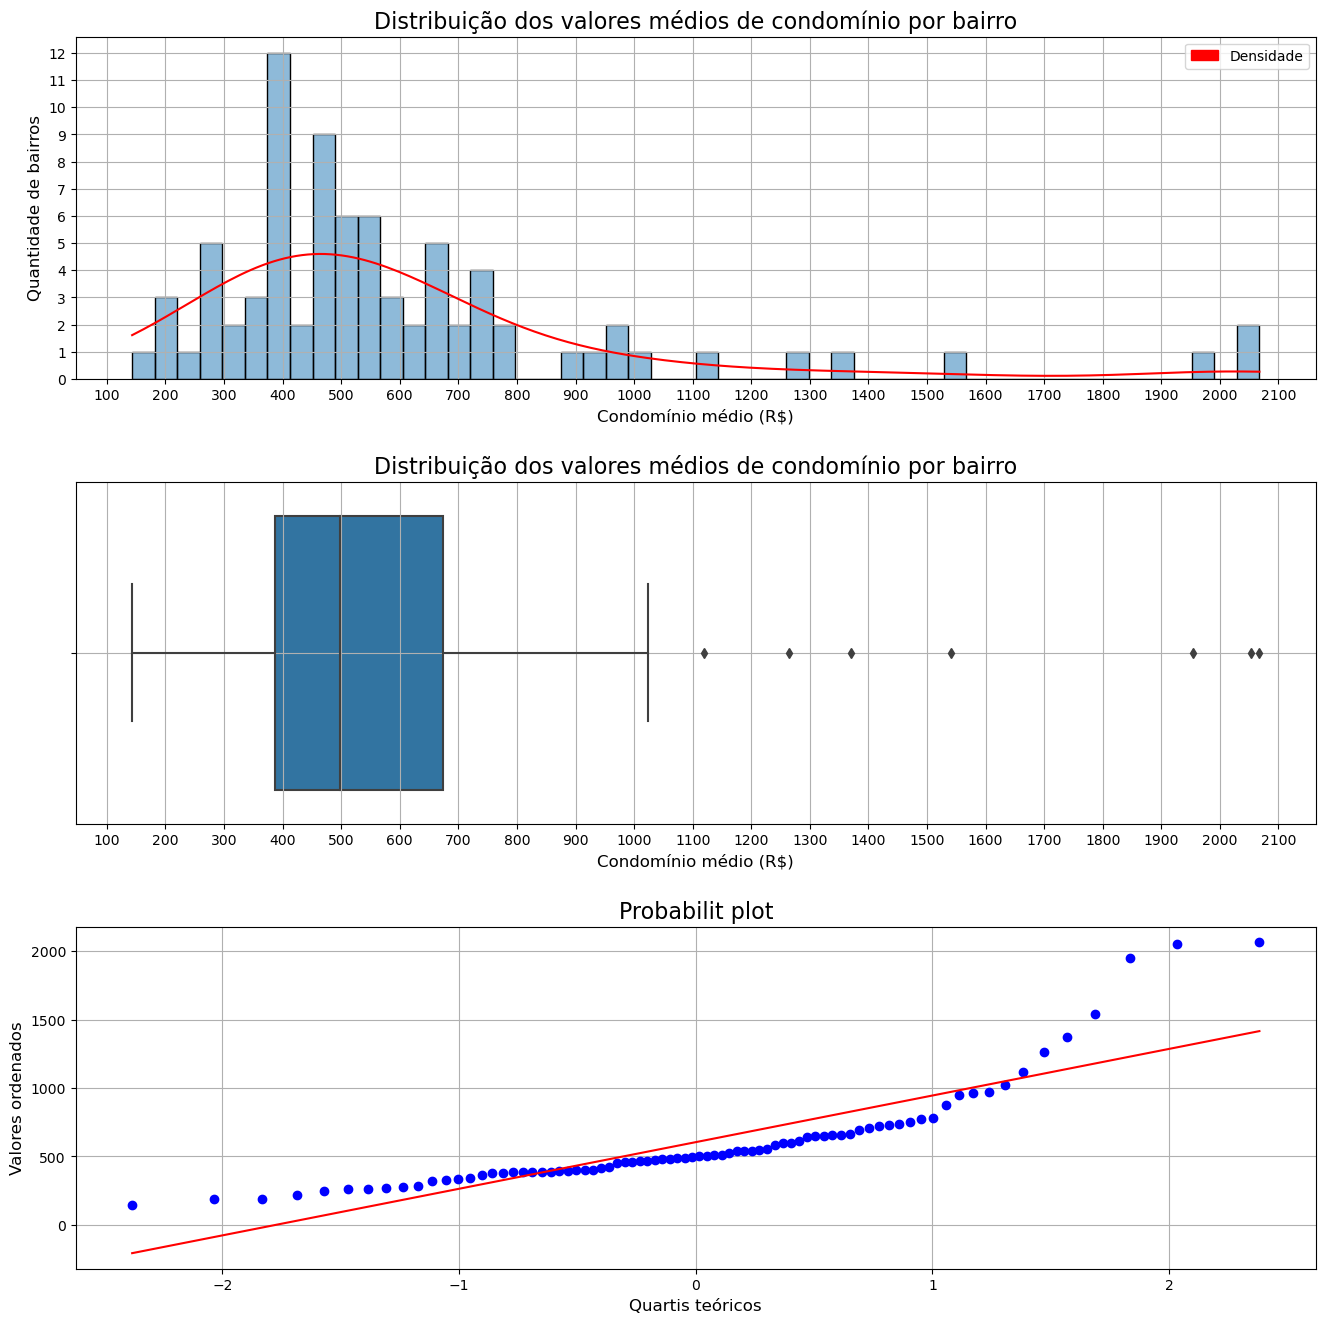 Distribuição dos valores médios de condomínio por bairro
Densidade
Quantidade de bairros
12
11
10
9
8
7
6
5
4
3
2
1
0
100 200 300 400 500 600 700 800 900 1000 1100 1200 1300 1400 1500 1600 1700 1800 1900 2000 2100
Condomínio médio (R$)
Distribuição dos valores médios de condomínio por bairro
100 200 300 400 500 600 700 800 900 1000 1100 1200 1300 1400 1500 1600 1700 1800 1900 2000 2100
Condomínio médio (R$)
Probabilit plot
Valores ordenados
2000
1500
1000
500
0
−2 −1 0 1 2
Quartis teóricos